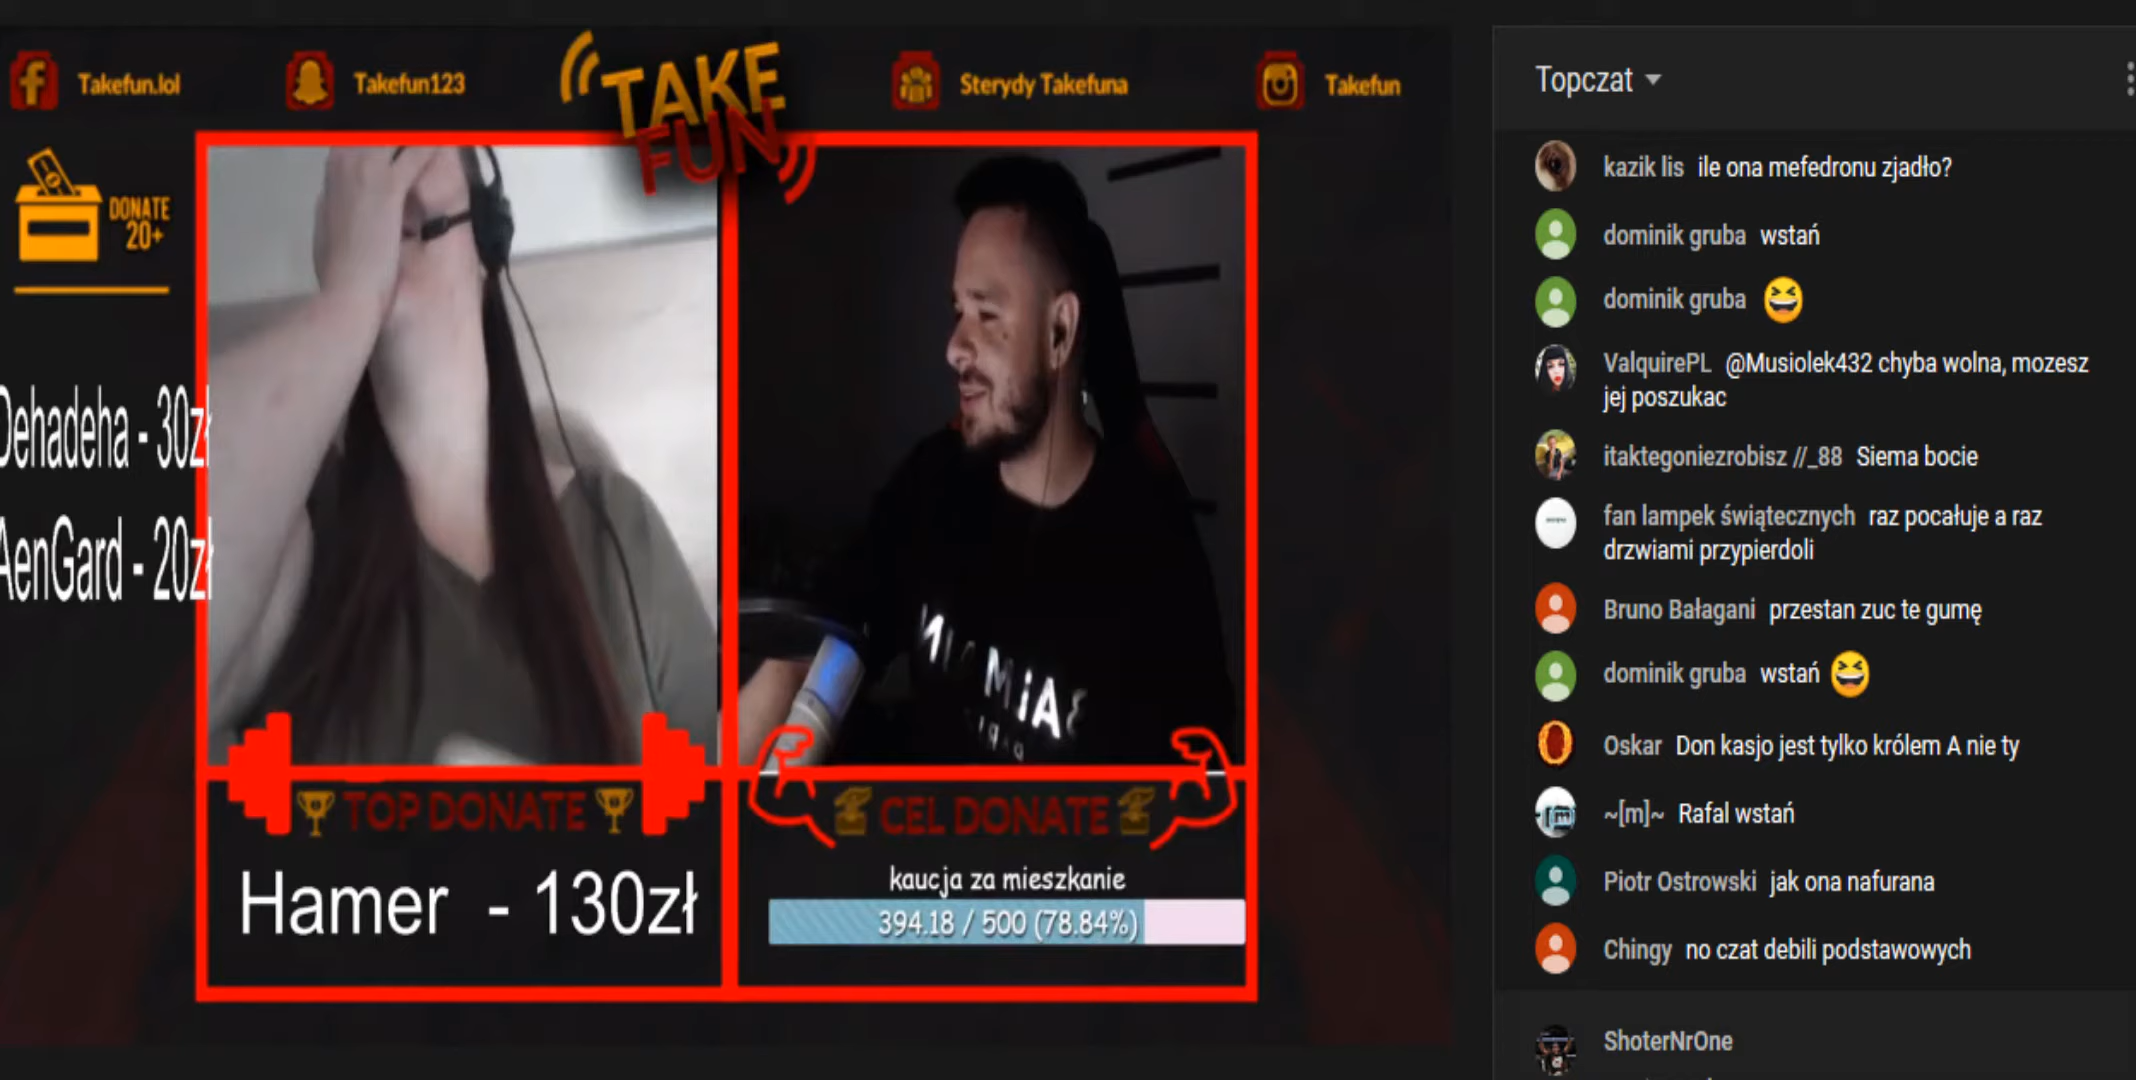 Takefun.lol
Takefun123
TAKE
FUN
Sterydy Takefuna
Takefun
DONATE
20+
Dehadeha - 30zł
AenGard - 20zł
TOP DONATE
Hamer - 130zł
CEL DONATE
kaucja za mieszkanie
394.18 / 500 (78.84%)
Topczat
kazik lis ile ona mefedronu zjadło?
dominik gruba wstań
dominik gruba 😆
ValquirePL @Musiolek432 chyba wolna, mozesz
jej poszukac
itaktegoniezrobisz //_88 Siema bocie
fan lampek świątecznych raz pocałuje a raz
drzwiami przypierdoli
Bruno Bałagani przestan zuc te gumę
dominik gruba wstań 😆
Oskar Don kasjo jest tylko królem A nie ty
~[m]~ Rafal wstań
Piotr Ostrowski jak ona nafurana
Chingy no czat debili podstawowych
ShoterNrOne